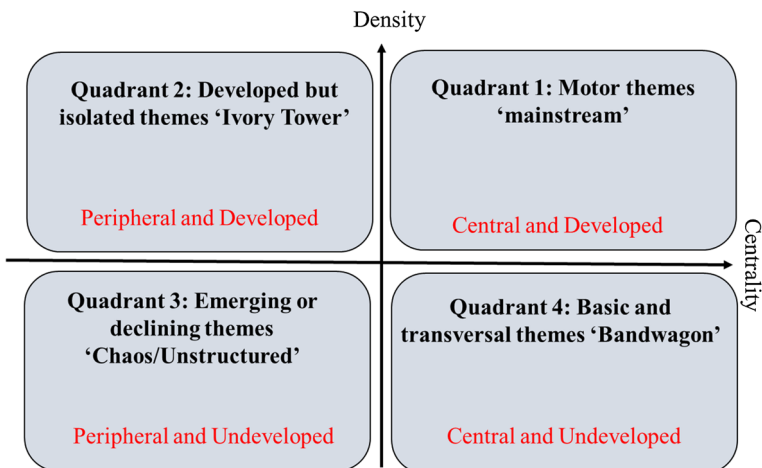 Density
Quadrant 2: Developed but
isolated themes ‘Ivory Tower’
Peripheral and Developed
Quadrant 1: Motor themes
‘mainstream’
Central and Developed
Centrality
Quadrant 3: Emerging or
declining themes
‘Chaos/Unstructured’
Peripheral and Undeveloped
Quadrant 4: Basic and
transversal themes ‘Bandwagon’
Central and Undeveloped